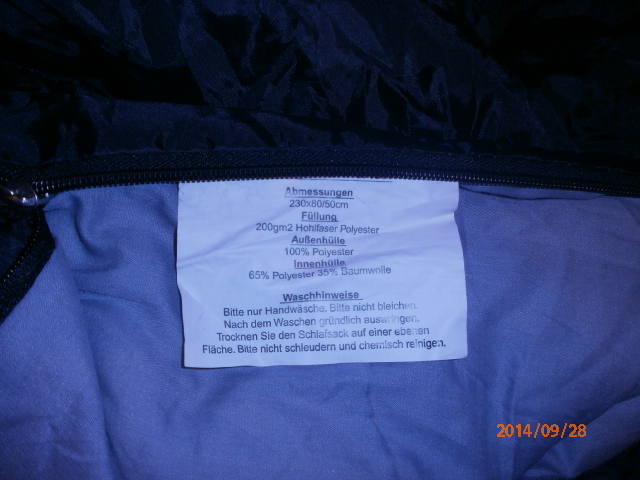 Abmessungen
230x80/50cm
Füllung
200gm2 Hohlfaser Polyester
Außenhülle
100% Polyester
Innenhülle
65% Polyester 35% Baumwolle
Waschhinweise
Bitte nur Handwäsche. Bitte nicht bleichen.
Nach dem Waschen gründlich auswringen.
Trocknen Sie den Schlafsack auf einer ebenen
Fläche. Bitte nicht schleudern und chemisch reinigen.
2014/09/28